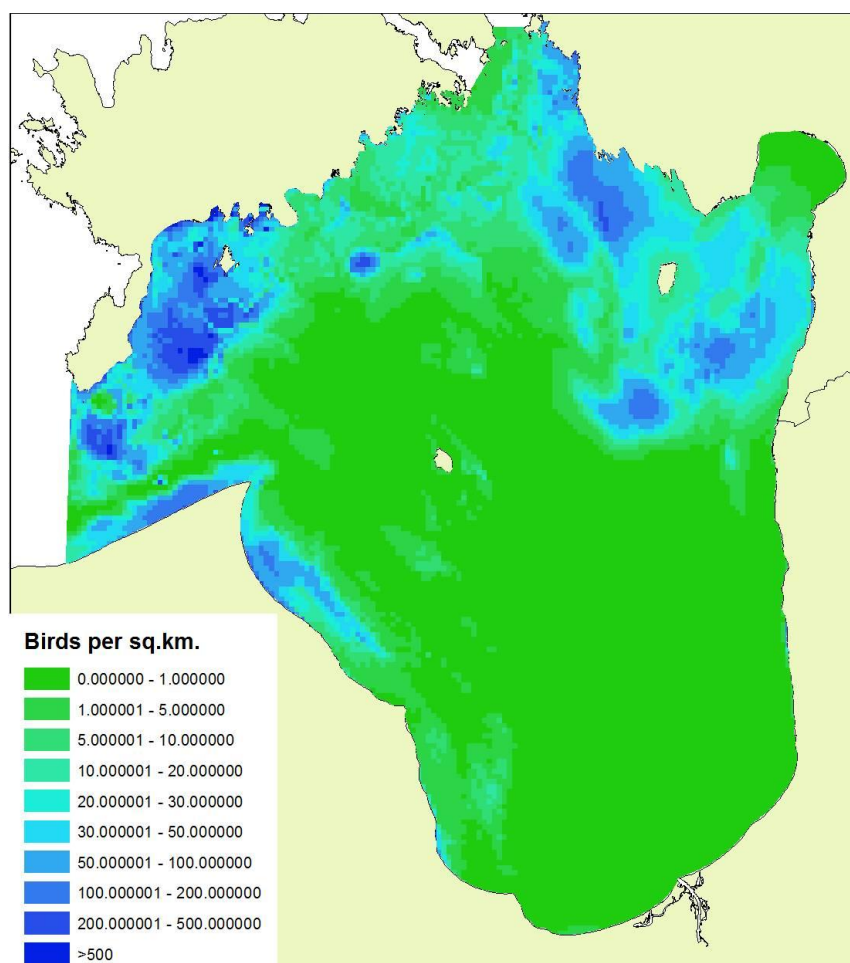 Birds per sq.km.
0.000000 - 1.000000
1.000001 - 5.000000
5.000001 - 10.000000
10.000001 - 20.000000
20.000001 - 30.000000
30.000001 - 50.000000
50.000001 - 100.000000
100.000001 - 200.000000
200.000001 - 500.000000
>500